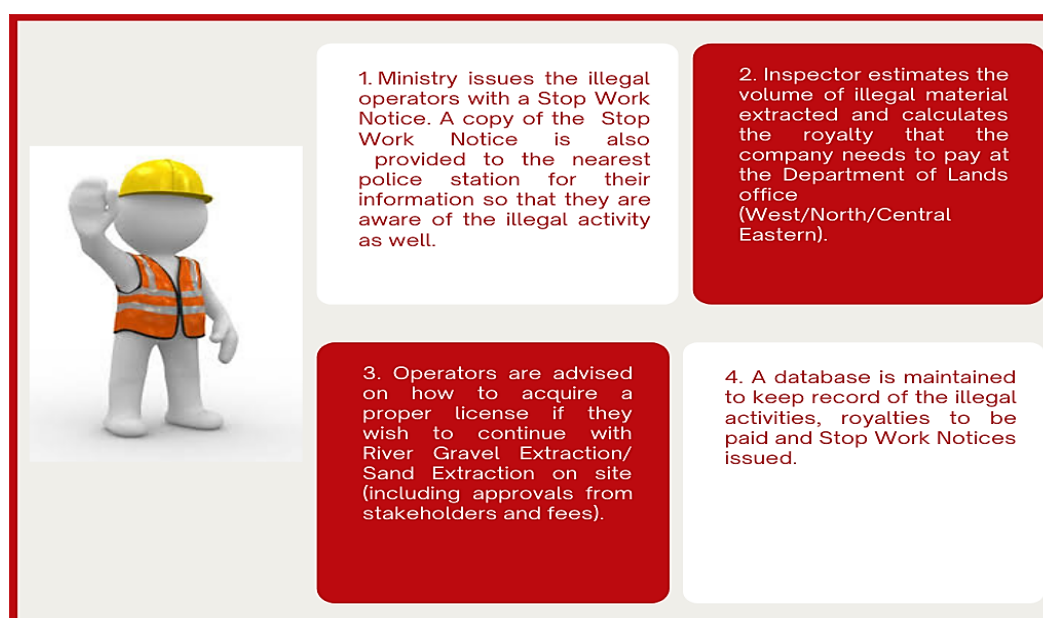 1. Ministry issues the illegal
operators with a Stop Work
Notice. A copy of the Stop
Work Notice is also
provided to the nearest
police station for their
information so that they are
aware of the illegal activity
as well.
2. Inspector estimates the
volume of illegal material
extracted and calculates
the royalty that the
company needs to pay at
the Department of Lands
office
(West/North/Central
Eastern).
3. Operators are advised
on how to acquire a
proper license if they
wish to continue with
River Gravel Extraction/
Sand Extraction on site
(including approvals from
stakeholders and fees).
4. A database is maintained
to keep record of the illegal
activities, royalties to be
paid and Stop Work Notices
issued.